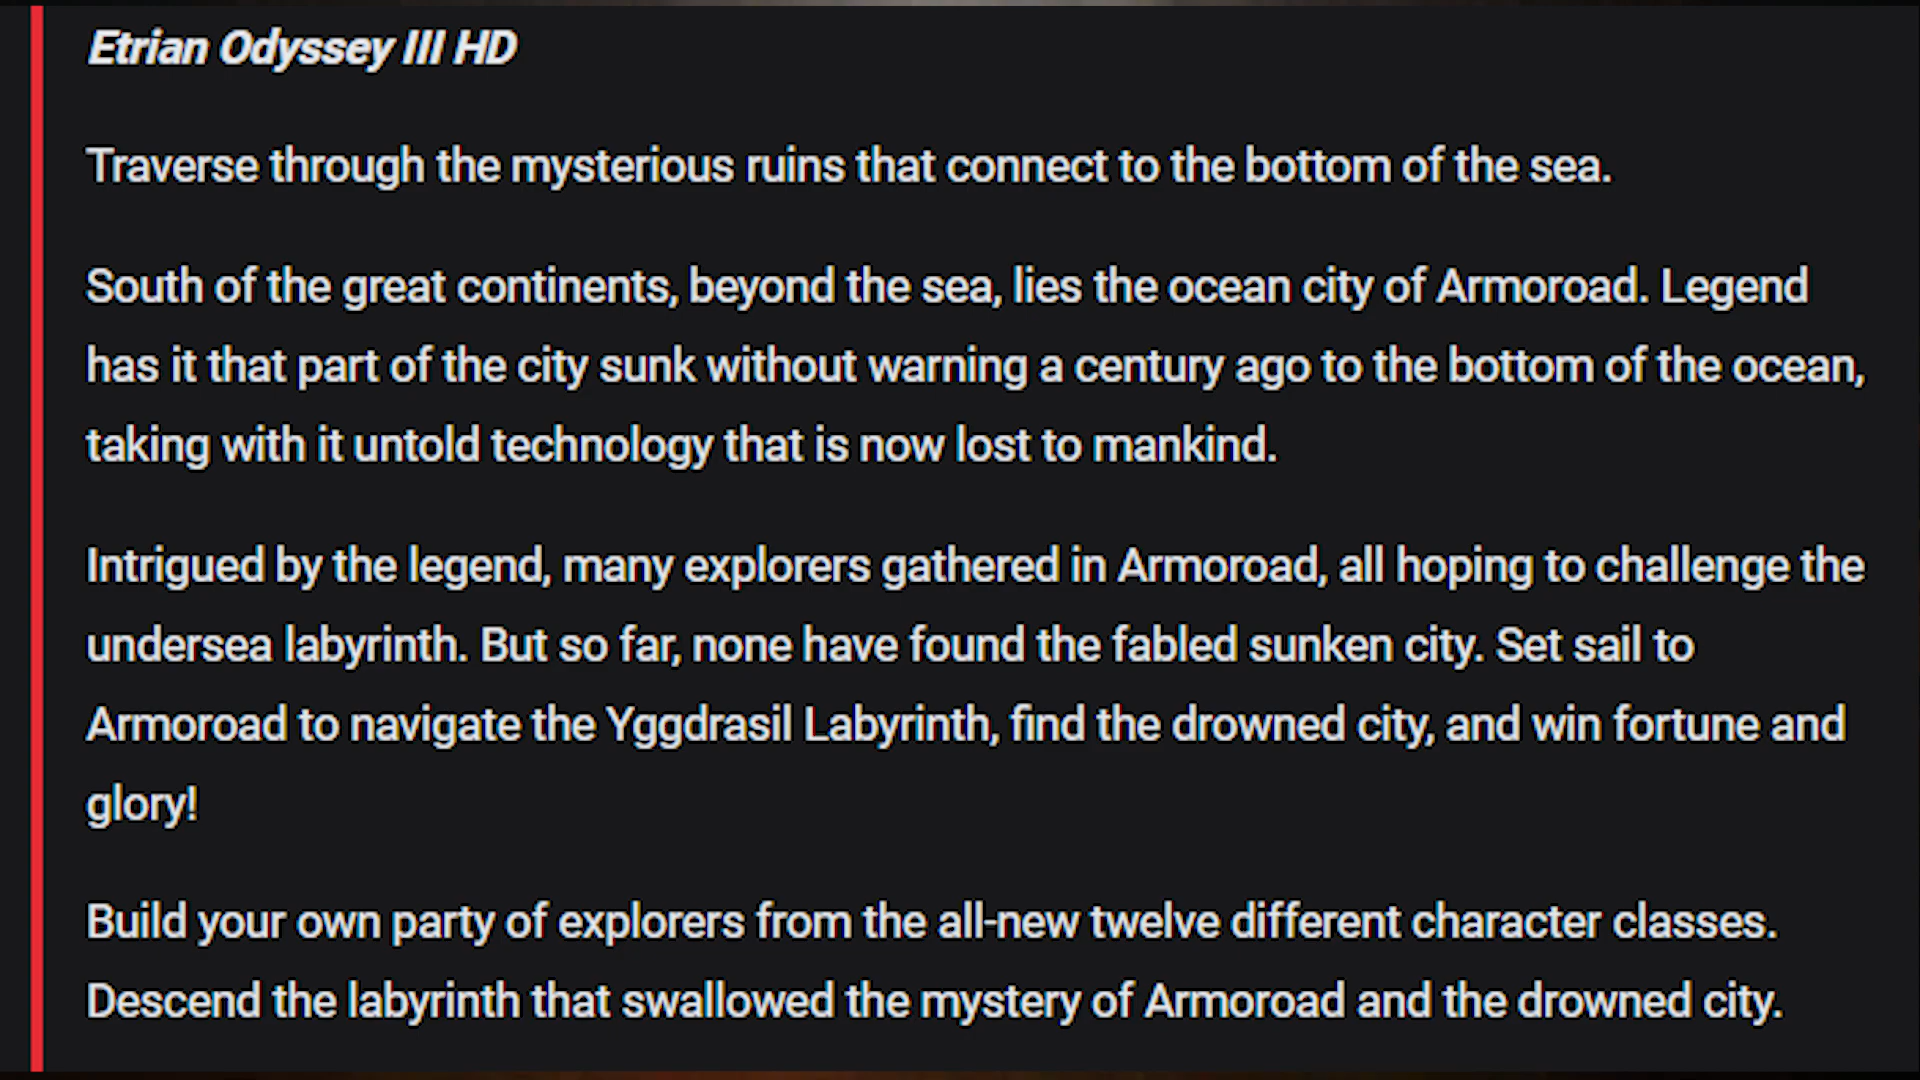 Etrian Odyssey III HD
Traverse through the mysterious ruins that connect to the bottom of the sea.
South of the great continents, beyond the sea, lies the ocean city of Armoroad. Legend
has it that part of the city sunk without warning a century ago to the bottom of the ocean,
taking with it untold technology that is now lost to mankind.
Intrigued by the legend, many explorers gathered in Armoroad, all hoping to challenge the
undersea labyrinth. But so far, none have found the fabled sunken city. Set sail to
Armoroad to navigate the Yggdrasil Labyrinth, find the drowned city, and win fortune and
glory!
Build your own party of explorers from the all-new twelve different character classes.
Descend the labyrinth that swallowed the mystery of Armoroad and the drowned city.